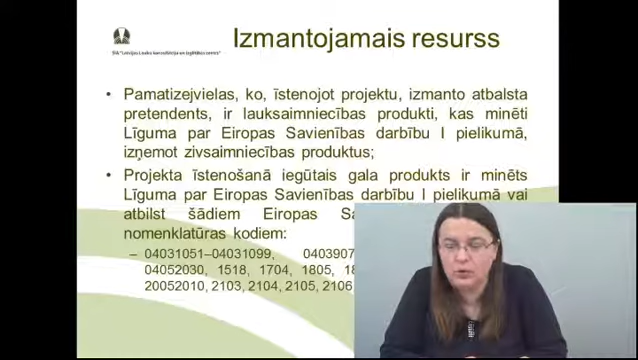 Izmantojamais resurss
SIA "Latvijas Lauku konsultāciju un izglītības centrs"
• Pamatizejvielas, ko, īstenojot projektu, izmanto atbalsta
pretendents, ir lauksaimniecības produkti, kas minēti
Līguma par Eiropas Savienības darbību I pielikumā,
izņemot zivsaimniecības produktus;
• Projekta īstenošanā iegūtais gala produkts ir minēts
Līguma par Eiropas Savienības darbību I pielikumā vai
atbilst šādiem Eiropas
nomenklatūras kodiem:
– 04031051–04031099,
04052030, 1518, 1704, 1805,
20052010, 2103, 2104, 2105, 2106